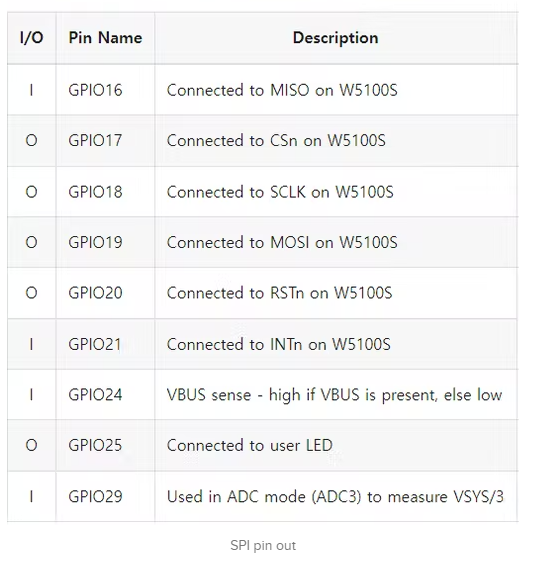 I/O Pin Name Description
I GPIO16 Connected to MISO on W5100S
O GPIO17 Connected to CSn on W5100S
O GPIO18 Connected to SCLK on W5100S
O GPIO19 Connected to MOSI on W5100S
O GPIO20 Connected to RSTn on W5100S
I GPIO21 Connected to INTn on W5100S
I GPIO24 VBUS sense - high if VBUS is present, else low
O GPIO25 Connected to user LED
I GPIO29 Used in ADC mode (ADC3) to measure VSYS/3
SPI pin out